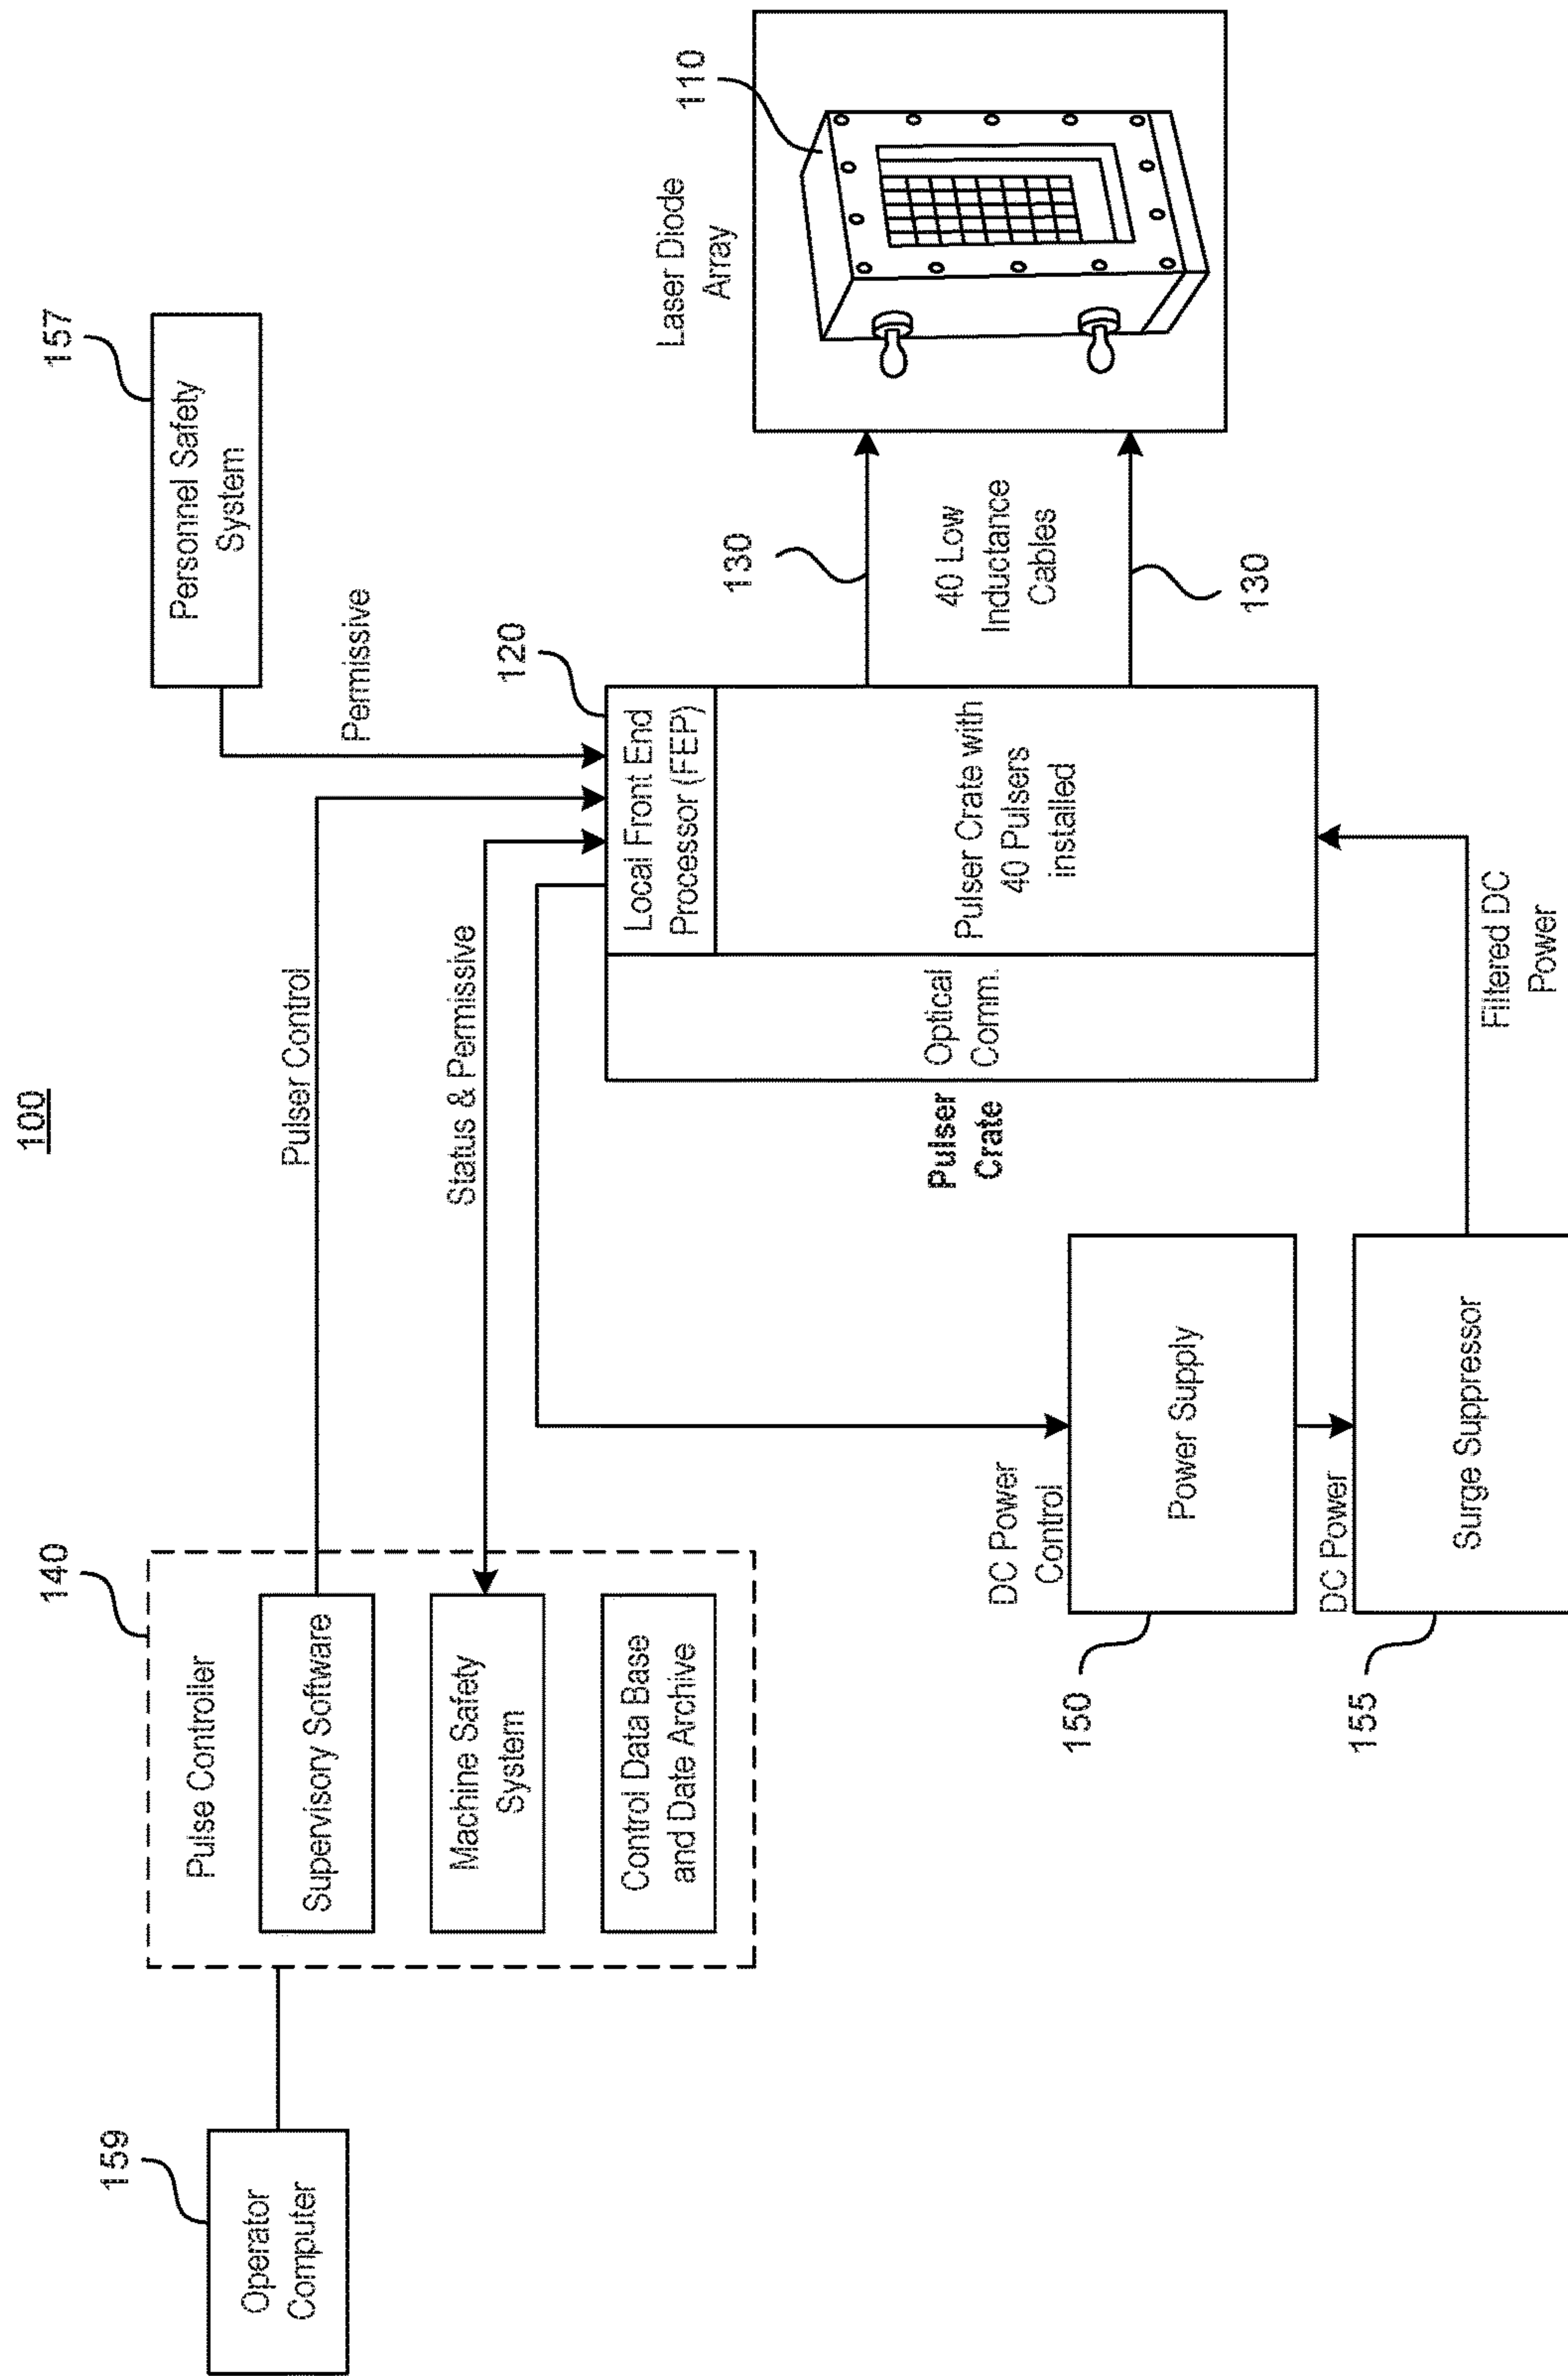 100
159
Operator
Computer
140
Pulse Controller
Supervisory Software
Machine Safety
System
Control Data Base
and Date Archive
Pulser Control
Status & Permissive
157
Personnel Safety
System
Permissive
120
Local Front End
Processor (FEP)
Pulser Crate with
40 Pulsers
installed
Optical
Comm.
Pulser
Crate
130
40 Low
Inductance
Cables
130
Laser Diode
Array
110
DC Power
Control
150
Power Supply
DC Power
155
Surge Suppressor
Filtered DC
Power